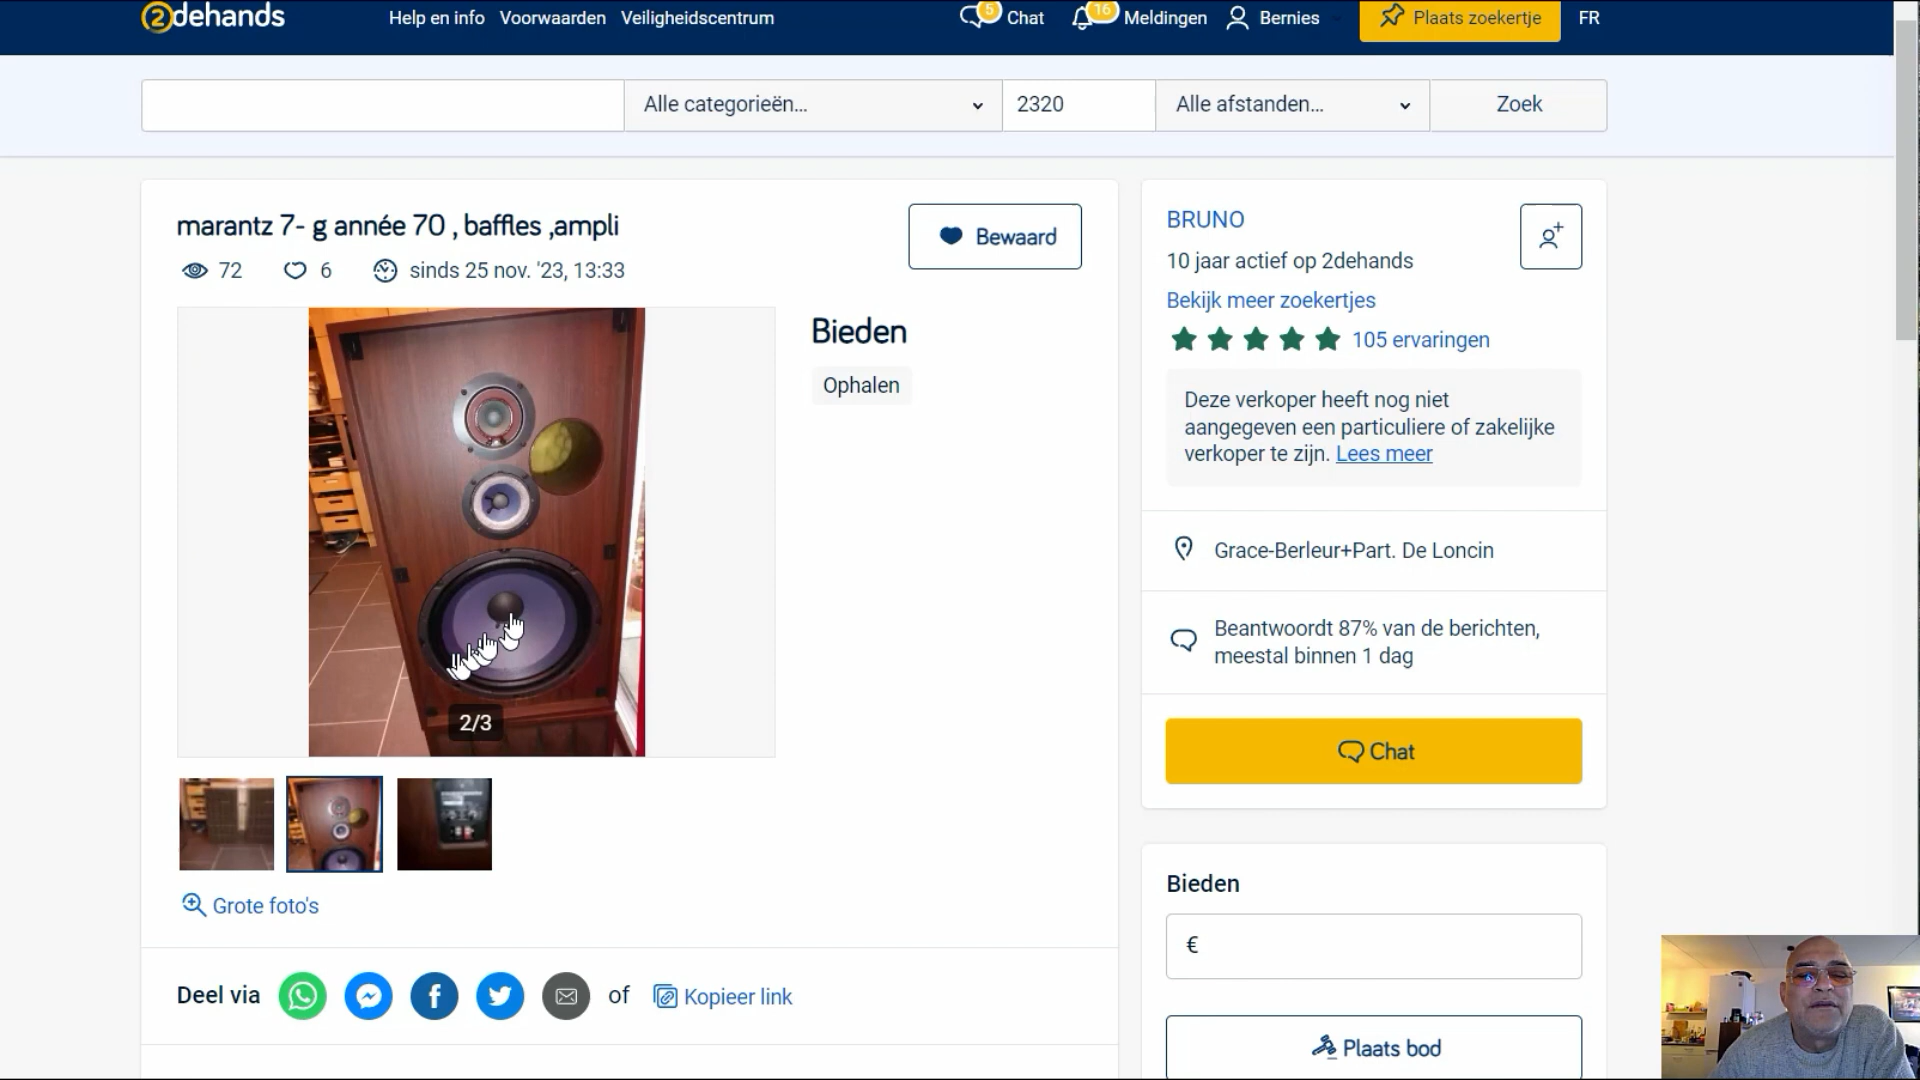 2dehands
Help en info Voorwaarden Veiligheidscentrum
5 Chat 16 Meldingen Bernies Plaats zoekertje FR
Alle categorieën... 2320 Alle afstanden... Zoek
marantz 7- g année 70 , baffles ,ampli
72 6 sinds 25 nov. '23, 13:33
Bewaard
Bieden
Ophalen
2/3
Grote foto's
Deel via of Kopieer link
BRUNO
10 jaar actief op 2dehands
Bekijk meer zoekertjes
105 ervaringen
Deze verkoper heeft nog niet
aangegeven een particuliere of zakelijke
verkoper te zijn. Lees meer
Grace-Berleur+Part. De Loncin
Beantwoordt 87% van de berichten,
meestal binnen 1 dag
Chat
Bieden
€
Plaats bod